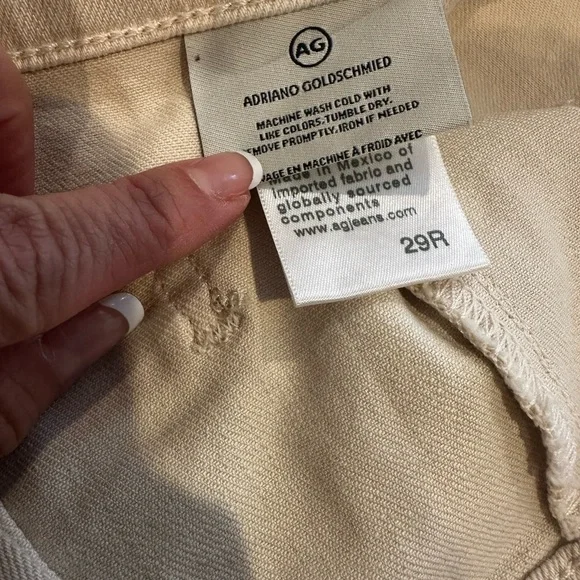 AG
ADRIANO GOLDSCHMIED
MACHINE WASH COLD WITH
LIKE COLORS. TUMBLE DRY.
REMOVE PROMPTLY. IRON IF NEEDED
EN MACHINE À FROID AVEC
Made in Mexico of
imported fabric and
globally sourced
components
www.agjeans.com
29R